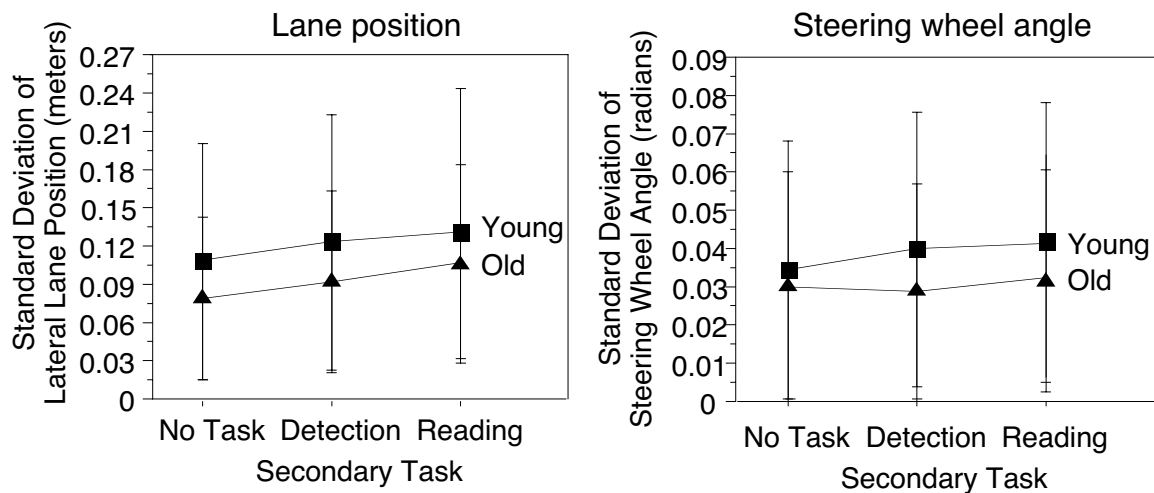 Lane position
Standard Deviation of
Lateral Lane Position (meters)
0.27
0.24
0.21
0.18
0.15
0.12
0.09
0.06
0.03
0
Young
Old
No Task Detection Reading
Secondary Task
Steering wheel angle
Standard Deviation of
Steering Wheel Angle (radians)
0.09
0.08
0.07
0.06
0.05
0.04
0.03
0.02
0.01
0
Young
Old
No Task Detection Reading
Secondary Task